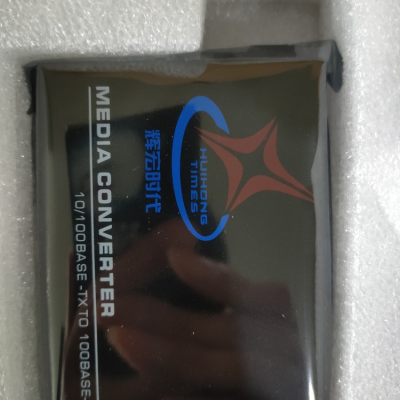 HUIHONG
TIMES
辉宏时代
MEDIA CONVERTER
10/100BASE -TX TO 100BASE-